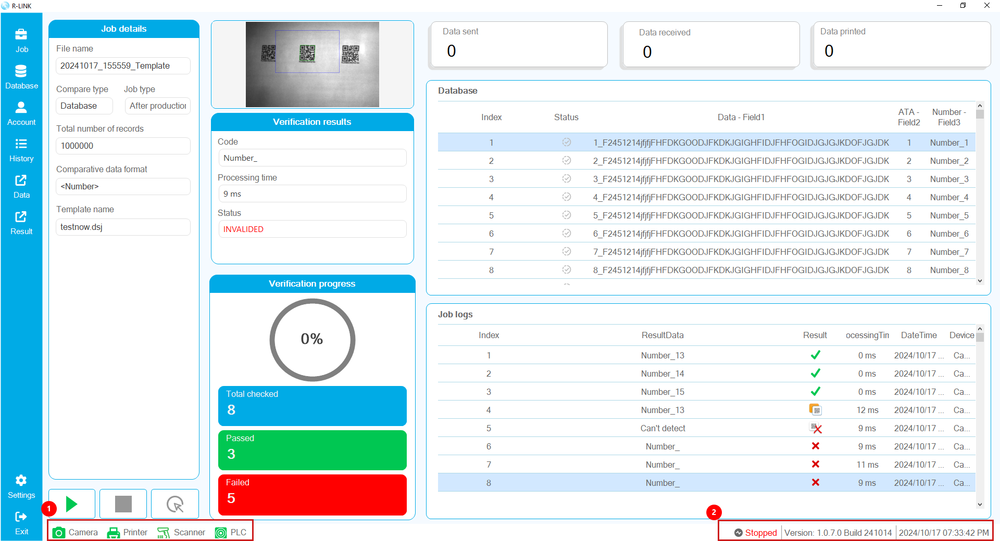 R-LINK
Job
Database
Account
History
Data
Result
Settings
Exit
Job details
File name
20241017_155559_Template
Compare type
Job type
Database
After production
Total number of records
1000000
Comparative data format
<Number>
Template name
testnow.dsj
Verification results
Code
Number_
Processing time
9 ms
Status
INVALIDED
Verification progress
0%
Total checked
8
Passed
3
Failed
5
Data sent
0
Data received
0
Data printed
0
Database
Index Status Data - Field1 ATA - Field2 Number - Field3
1 1_F2451214jfjfjFHFDKGOODJFKDKJGIGHFIDJFHFOGIDJGJGJKDOFJGJDK 1 Number_1
2 2_F2451214jfjfjFHFDKGOODJFKDKJGIGHFIDJFHFOGIDJGJGJKDOFJGJDK 2 Number_2
3 3_F2451214jfjfjFHFDKGOODJFKDKJGIGHFIDJFHFOGIDJGJGJKDOFJGJDK 3 Number_3
4 4_F2451214jfjfjFHFDKGOODJFKDKJGIGHFIDJFHFOGIDJGJGJKDOFJGJDK 4 Number_4
5 5_F2451214jfjfjFHFDKGOODJFKDKJGIGHFIDJFHFOGIDJGJGJKDOFJGJDK 5 Number_5
6 6_F2451214jfjfjFHFDKGOODJFKDKJGIGHFIDJFHFOGIDJGJGJKDOFJGJDK 6 Number_6
7 7_F2451214jfjfjFHFDKGOODJFKDKJGIGHFIDJFHFOGIDJGJGJKDOFJGJDK 7 Number_7
8 8_F2451214jfjfjFHFDKGOODJFKDKJGIGHFIDJFHFOGIDJGJGJKDOFJGJDK 8 Number_8
Job logs
Index ResultData Result ocessingTin DateTime Device
1 Number_13 0 ms 2024/10/17 ... Ca...
2 Number_14 0 ms 2024/10/17 ... Ca...
3 Number_15 0 ms 2024/10/17 ... Ca...
4 Number_13 12 ms 2024/10/17 ... Ca...
5 Can't detect 9 ms 2024/10/17 ... Ca...
6 Number_ 9 ms 2024/10/17 ... Ca...
7 Number_ 11 ms 2024/10/17 ... Ca...
8 Number_ 9 ms 2024/10/17 ... Ca...
1
2
Camera Printer Scanner PLC
Stopped Version: 1.0.7.0 Build 241014 2024/10/17 07:33:42 PM